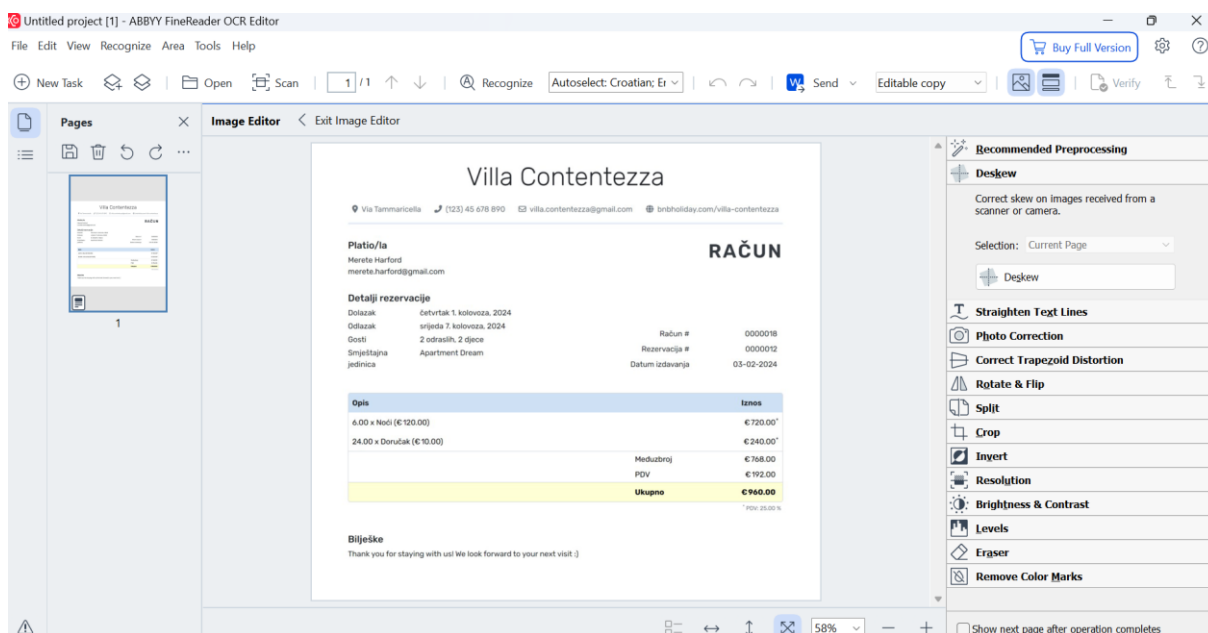 Untitled project [1] - ABBYY FineReader OCR Editor
File Edit View Recognize Area Tools Help
Buy Full Version
New Task Open Scan 1 / 1 Recognize Autoselect: Croatian; Er Send Editable copy Verify
Pages
Image Editor Exit Image Editor
1
Villa Contentezza
Via Tammaricella (123) 45 678 890 villa.contentezza@gmail.com bnbholiday.com/villa-contentezza
Platio/la
RAČUN
Merete Harford
merete.harford@gmail.com
Detalji rezervacije
Dolazak četvrtak 1. kolovoza, 2024
Odlazak srijeda 7. kolovoza, 2024
Gosti 2 odraslih, 2 djece
Smještajna Apartment Dream
jedinica
Račun # 0000018
Rezervacija # 0000012
Datum izdavanja 03-02-2024
Opis Iznos
6.00 x Noći (€120.00) €720.00*
24.00 x Doručak (€10.00) €240.00*
Međuzbroj €768.00
PDV €192.00
Ukupno €960.00
* PDV: 25.00 %
Bilješke
Thank you for staying with us! We look forward to your next visit :)
58%
Recommended Preprocessing
Deskew
Correct skew on images received from a
scanner or camera.
Selection: Current Page
Deskew
Straighten Text Lines
Photo Correction
Correct Trapezoid Distortion
Rotate & Flip
Split
Crop
Invert
Resolution
Brightness & Contrast
Levels
Eraser
Remove Color Marks
Show next page after operation completes